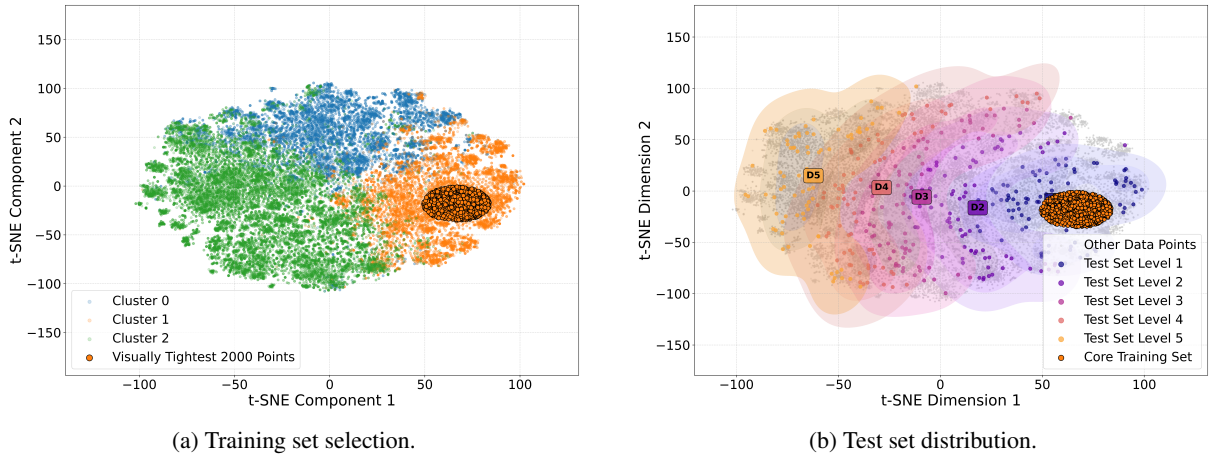 150
100
50
0
−50
−100
−150
t-SNE Component 2
Cluster 0
Cluster 1
Cluster 2
Visually Tightest 2000 Points
−100
−50
0
50
100
t-SNE Component 1
(a) Training set selection.
150
100
50
0
−50
−100
−150
t-SNE Dimension 2
D5
D4
D3
D2
Other Data Points
Test Set Level 1
Test Set Level 2
Test Set Level 3
Test Set Level 4
Test Set Level 5
Core Training Set
−100
−50
0
50
100
t-SNE Dimension 1
(b) Test set distribution.